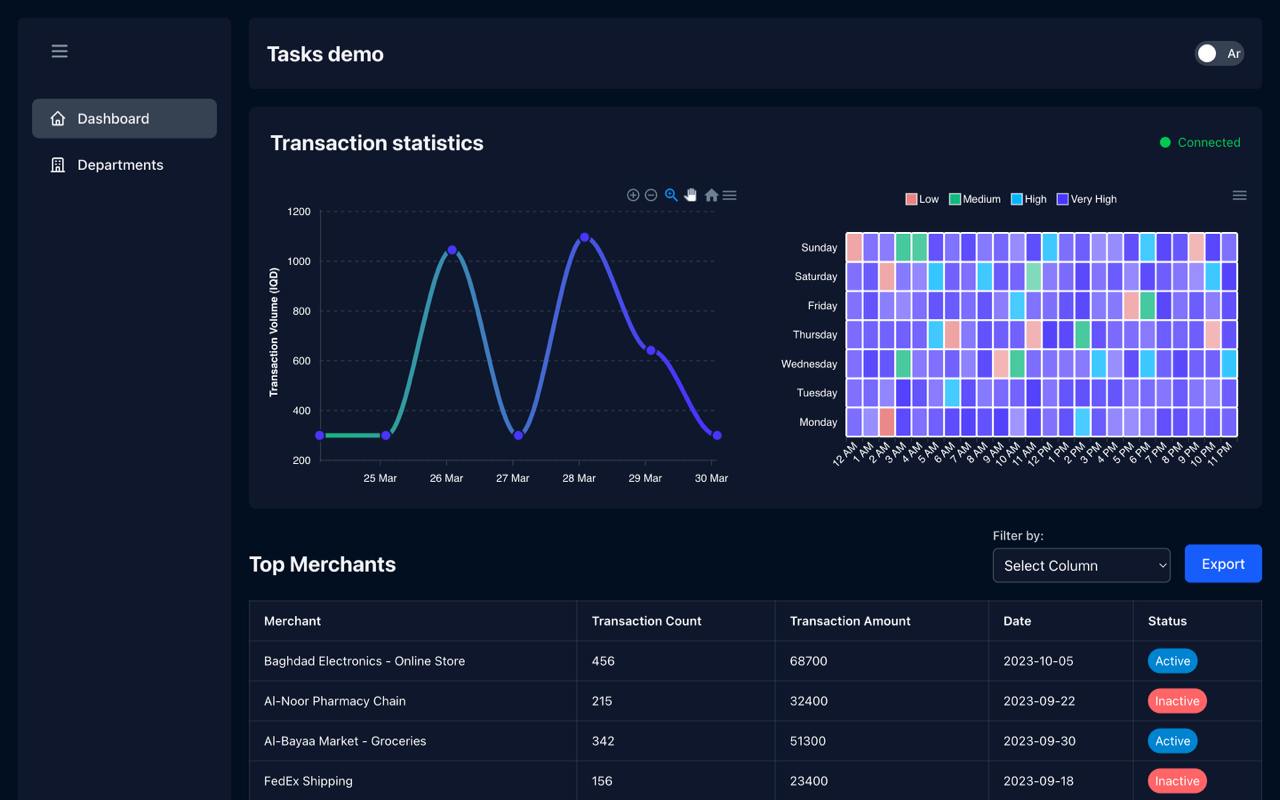 Tasks demo
Ar
Dashboard
Departments
Transaction statistics
Connected
1200
1000
800
600
400
200
Transaction Volume (IQD)
25 Mar
26 Mar
27 Mar
28 Mar
29 Mar
30 Mar
Low
Medium
High
Very High
Sunday
Saturday
Friday
Thursday
Wednesday
Tuesday
Monday
12 AM
1 AM
2 AM
3 AM
4 AM
5 AM
6 AM
7 AM
8 AM
9 AM
10 AM
11 AM
12 PM
1 PM
2 PM
3 PM
4 PM
5 PM
6 PM
7 PM
8 PM
9 PM
10 PM
11 PM
Top Merchants
Filter by:
Select Column
Export
Merchant Transaction Count Transaction Amount Date Status
Baghdad Electronics - Online Store 456 68700 2023-10-05 Active
Al-Noor Pharmacy Chain 215 32400 2023-09-22 Inactive
Al-Bayaa Market - Groceries 342 51300 2023-09-30 Active
FedEx Shipping 156 23400 2023-09-18 Inactive